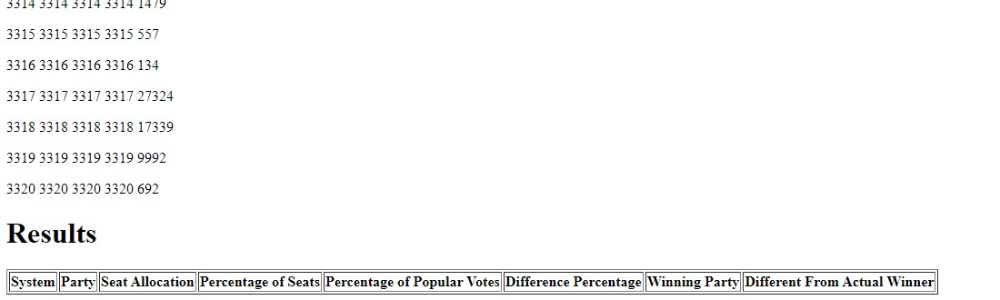 3314 3314 3314 3314 1479
3315 3315 3315 3315 557
3316 3316 3316 3316 134
3317 3317 3317 3317 27324
3318 3318 3318 3318 17339
3319 3319 3319 3319 9992
3320 3320 3320 3320 692
Results
System Party Seat Allocation Percentage of Seats Percentage of Popular Votes Difference Percentage Winning Party Different From Actual Winner